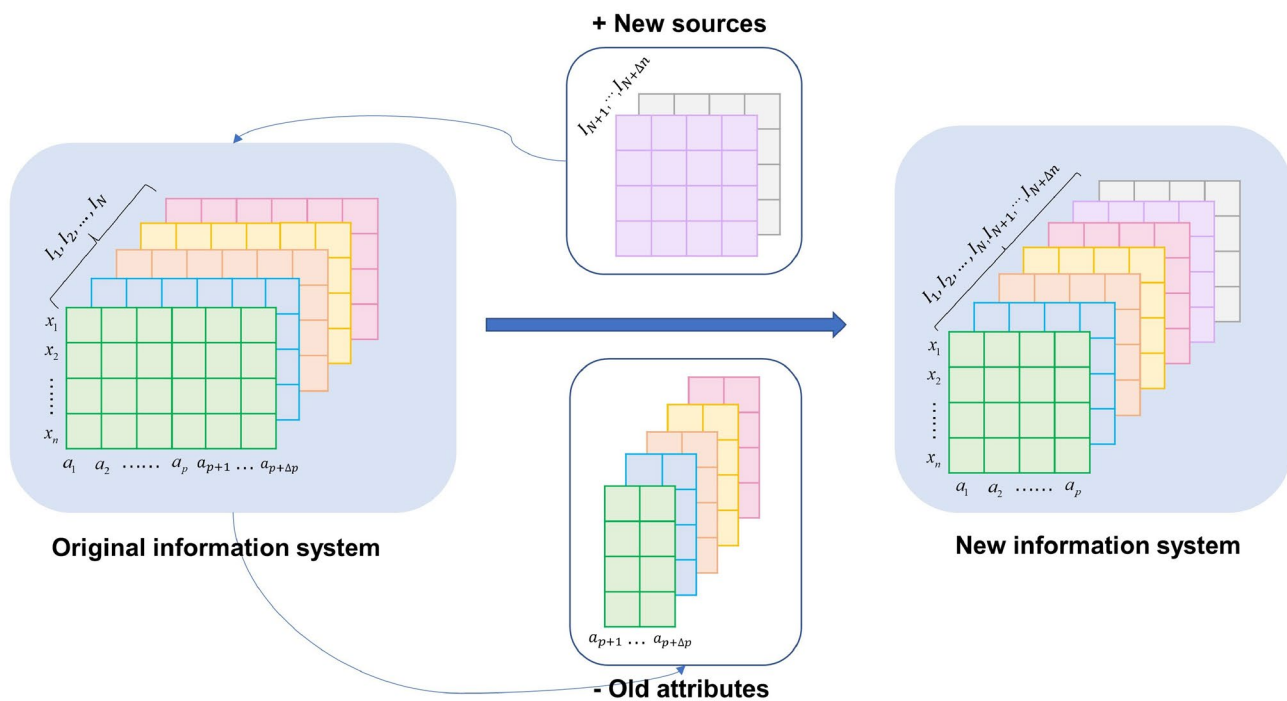 + New sources
I_{N+1}, ⋯, I_{N+Δn}
I_1, I_2, ..., I_N
x_1
x_2
......
x_n
a_1 a_2 ...... a_p a_{p+1} ... a_{p+Δp}
Original information system
a_{p+1} ... a_{p+Δp}
- Old attributes
I_1, I_2, ..., I_N, I_{N+1}, ⋯, I_{N+Δn}
x_1
x_2
......
x_n
a_1 a_2 ...... a_p
New information system